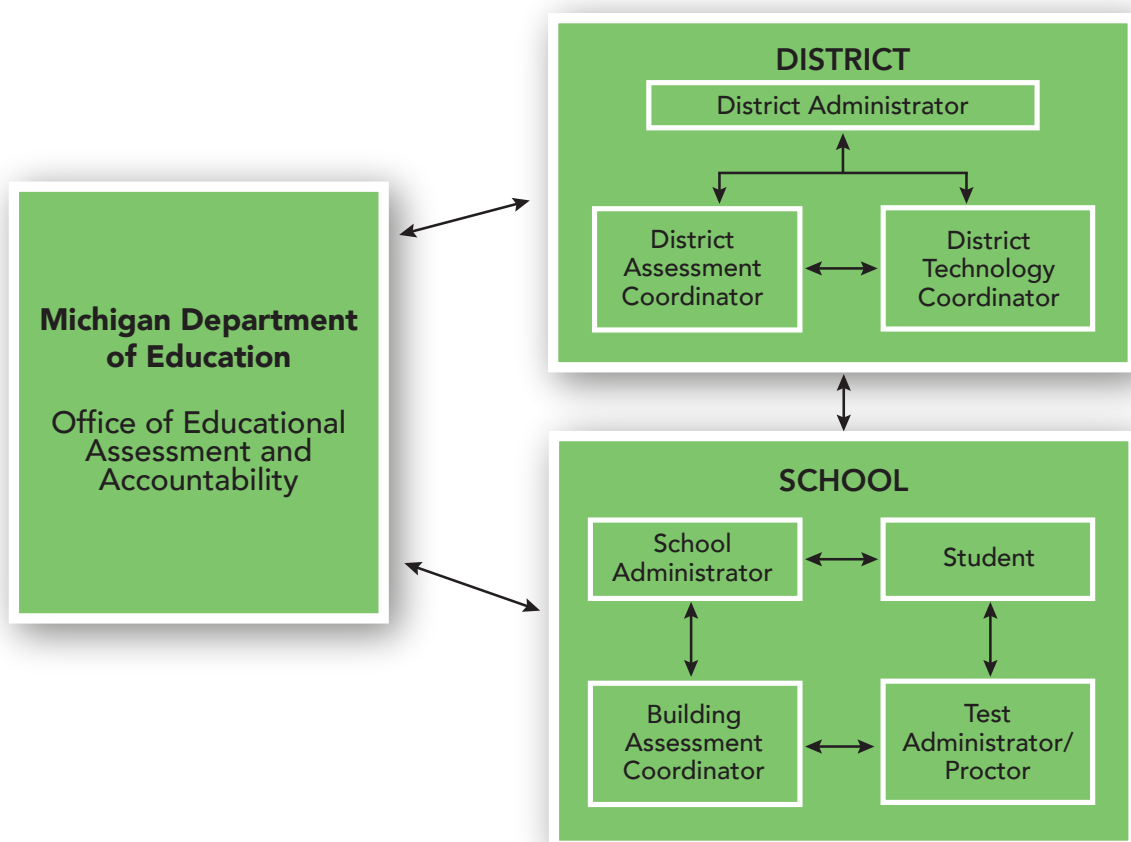 Michigan Department
of Education
Office of Educational
Assessment and
Accountability
DISTRICT
District Administrator
District
Assessment
Coordinator
District
Technology
Coordinator
SCHOOL
School
Administrator
Student
Building
Assessment
Coordinator
Test
Administrator/
Proctor